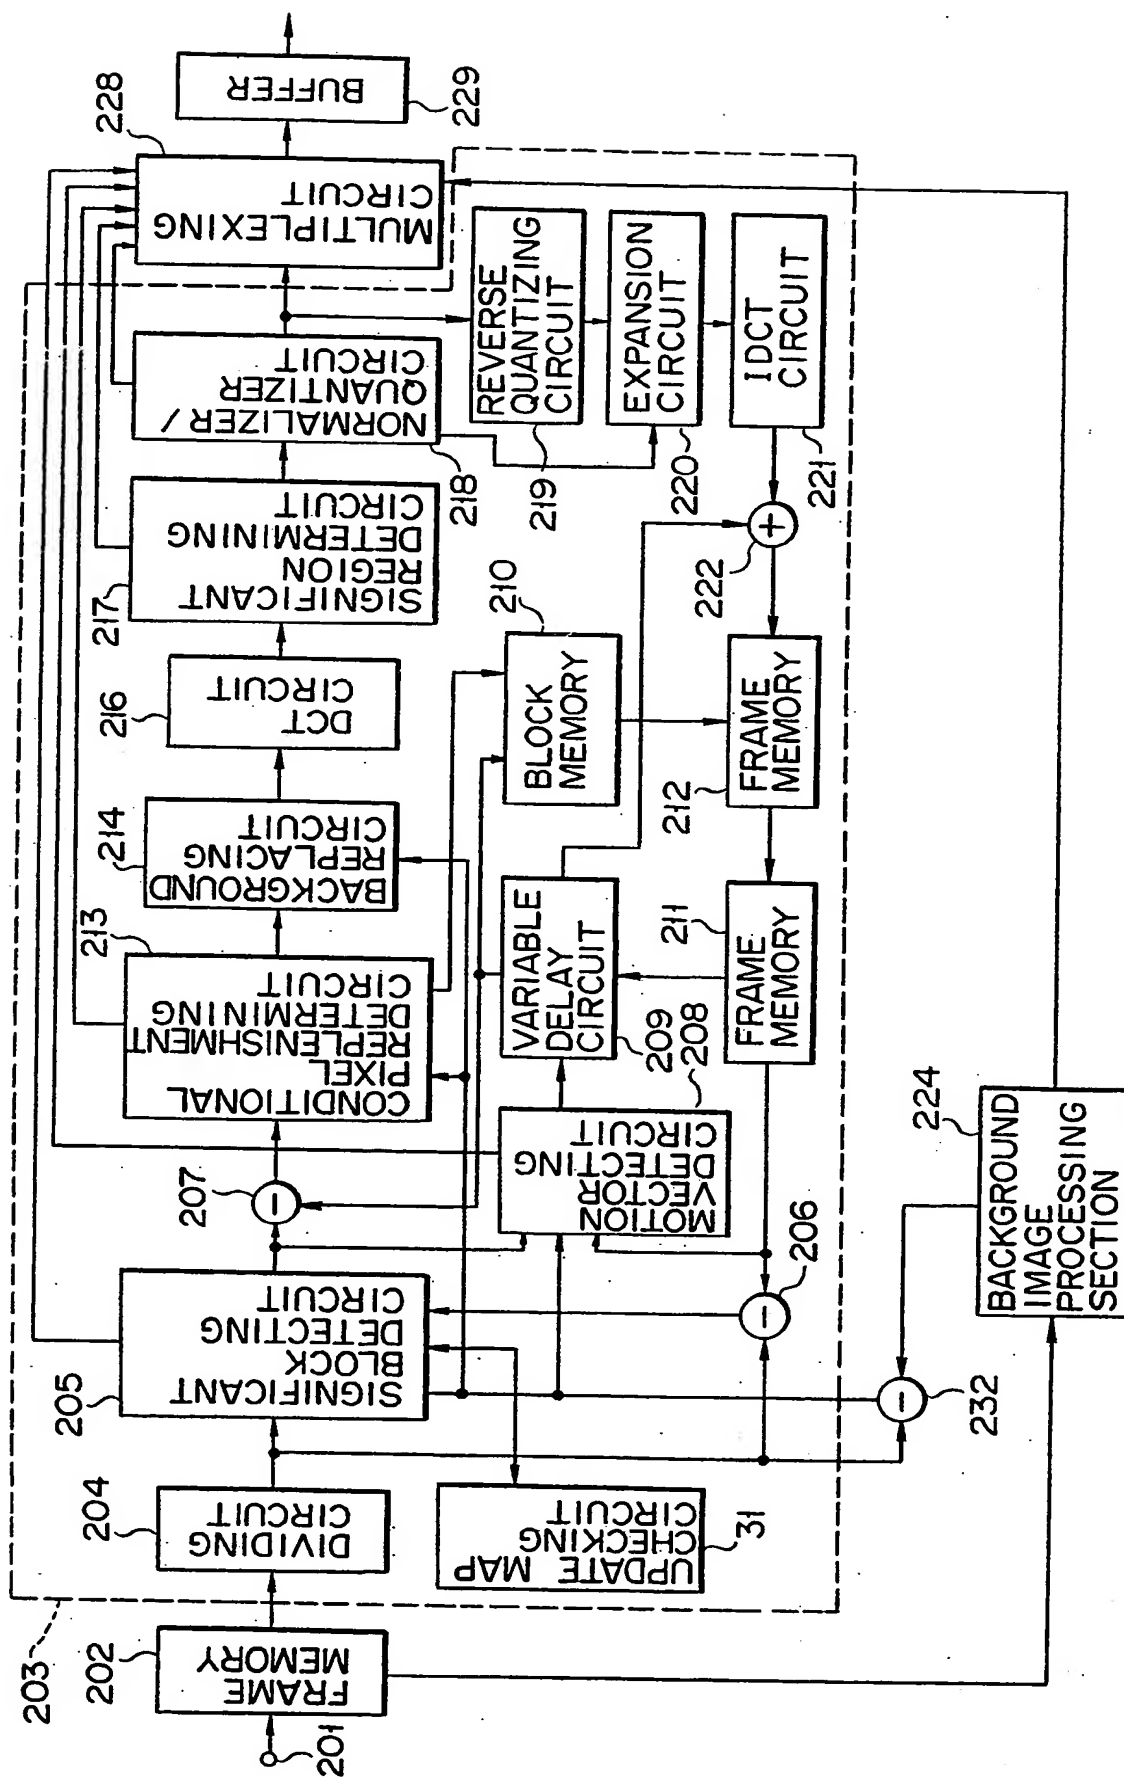 201
FRAME
MEMORY
202
203
DIVIDING
CIRCUIT
204
UPDATE MAP
CHECKING
CIRCUIT
31
SIGNIFICANT
BLOCK
DETECTING
CIRCUIT
205
206
207
232
BACKGROUND
IMAGE
PROCESSING
SECTION
224
MOTION
VECTOR
DETECTING
CIRCUIT
208
CONDITIONAL
PIXEL
REPLENISHMENT
DETERMINING
CIRCUIT
213
VARIABLE
DELAY
CIRCUIT
209
FRAME
MEMORY
211
BACKGROUND
REPLACING
CIRCUIT
214
BLOCK
MEMORY
210
FRAME
MEMORY
212
DCT
CIRCUIT
216
SIGNIFICANT
REGION
DETERMINING
CIRCUIT
217
222
NORMALIZER/
QUANTIZER
CIRCUIT
218
REVERSE
QUANTIZING
CIRCUIT
219
EXPANSION
CIRCUIT
220
IDCT
CIRCUIT
221
MULTIPLEXING
CIRCUIT
228
BUFFER
229